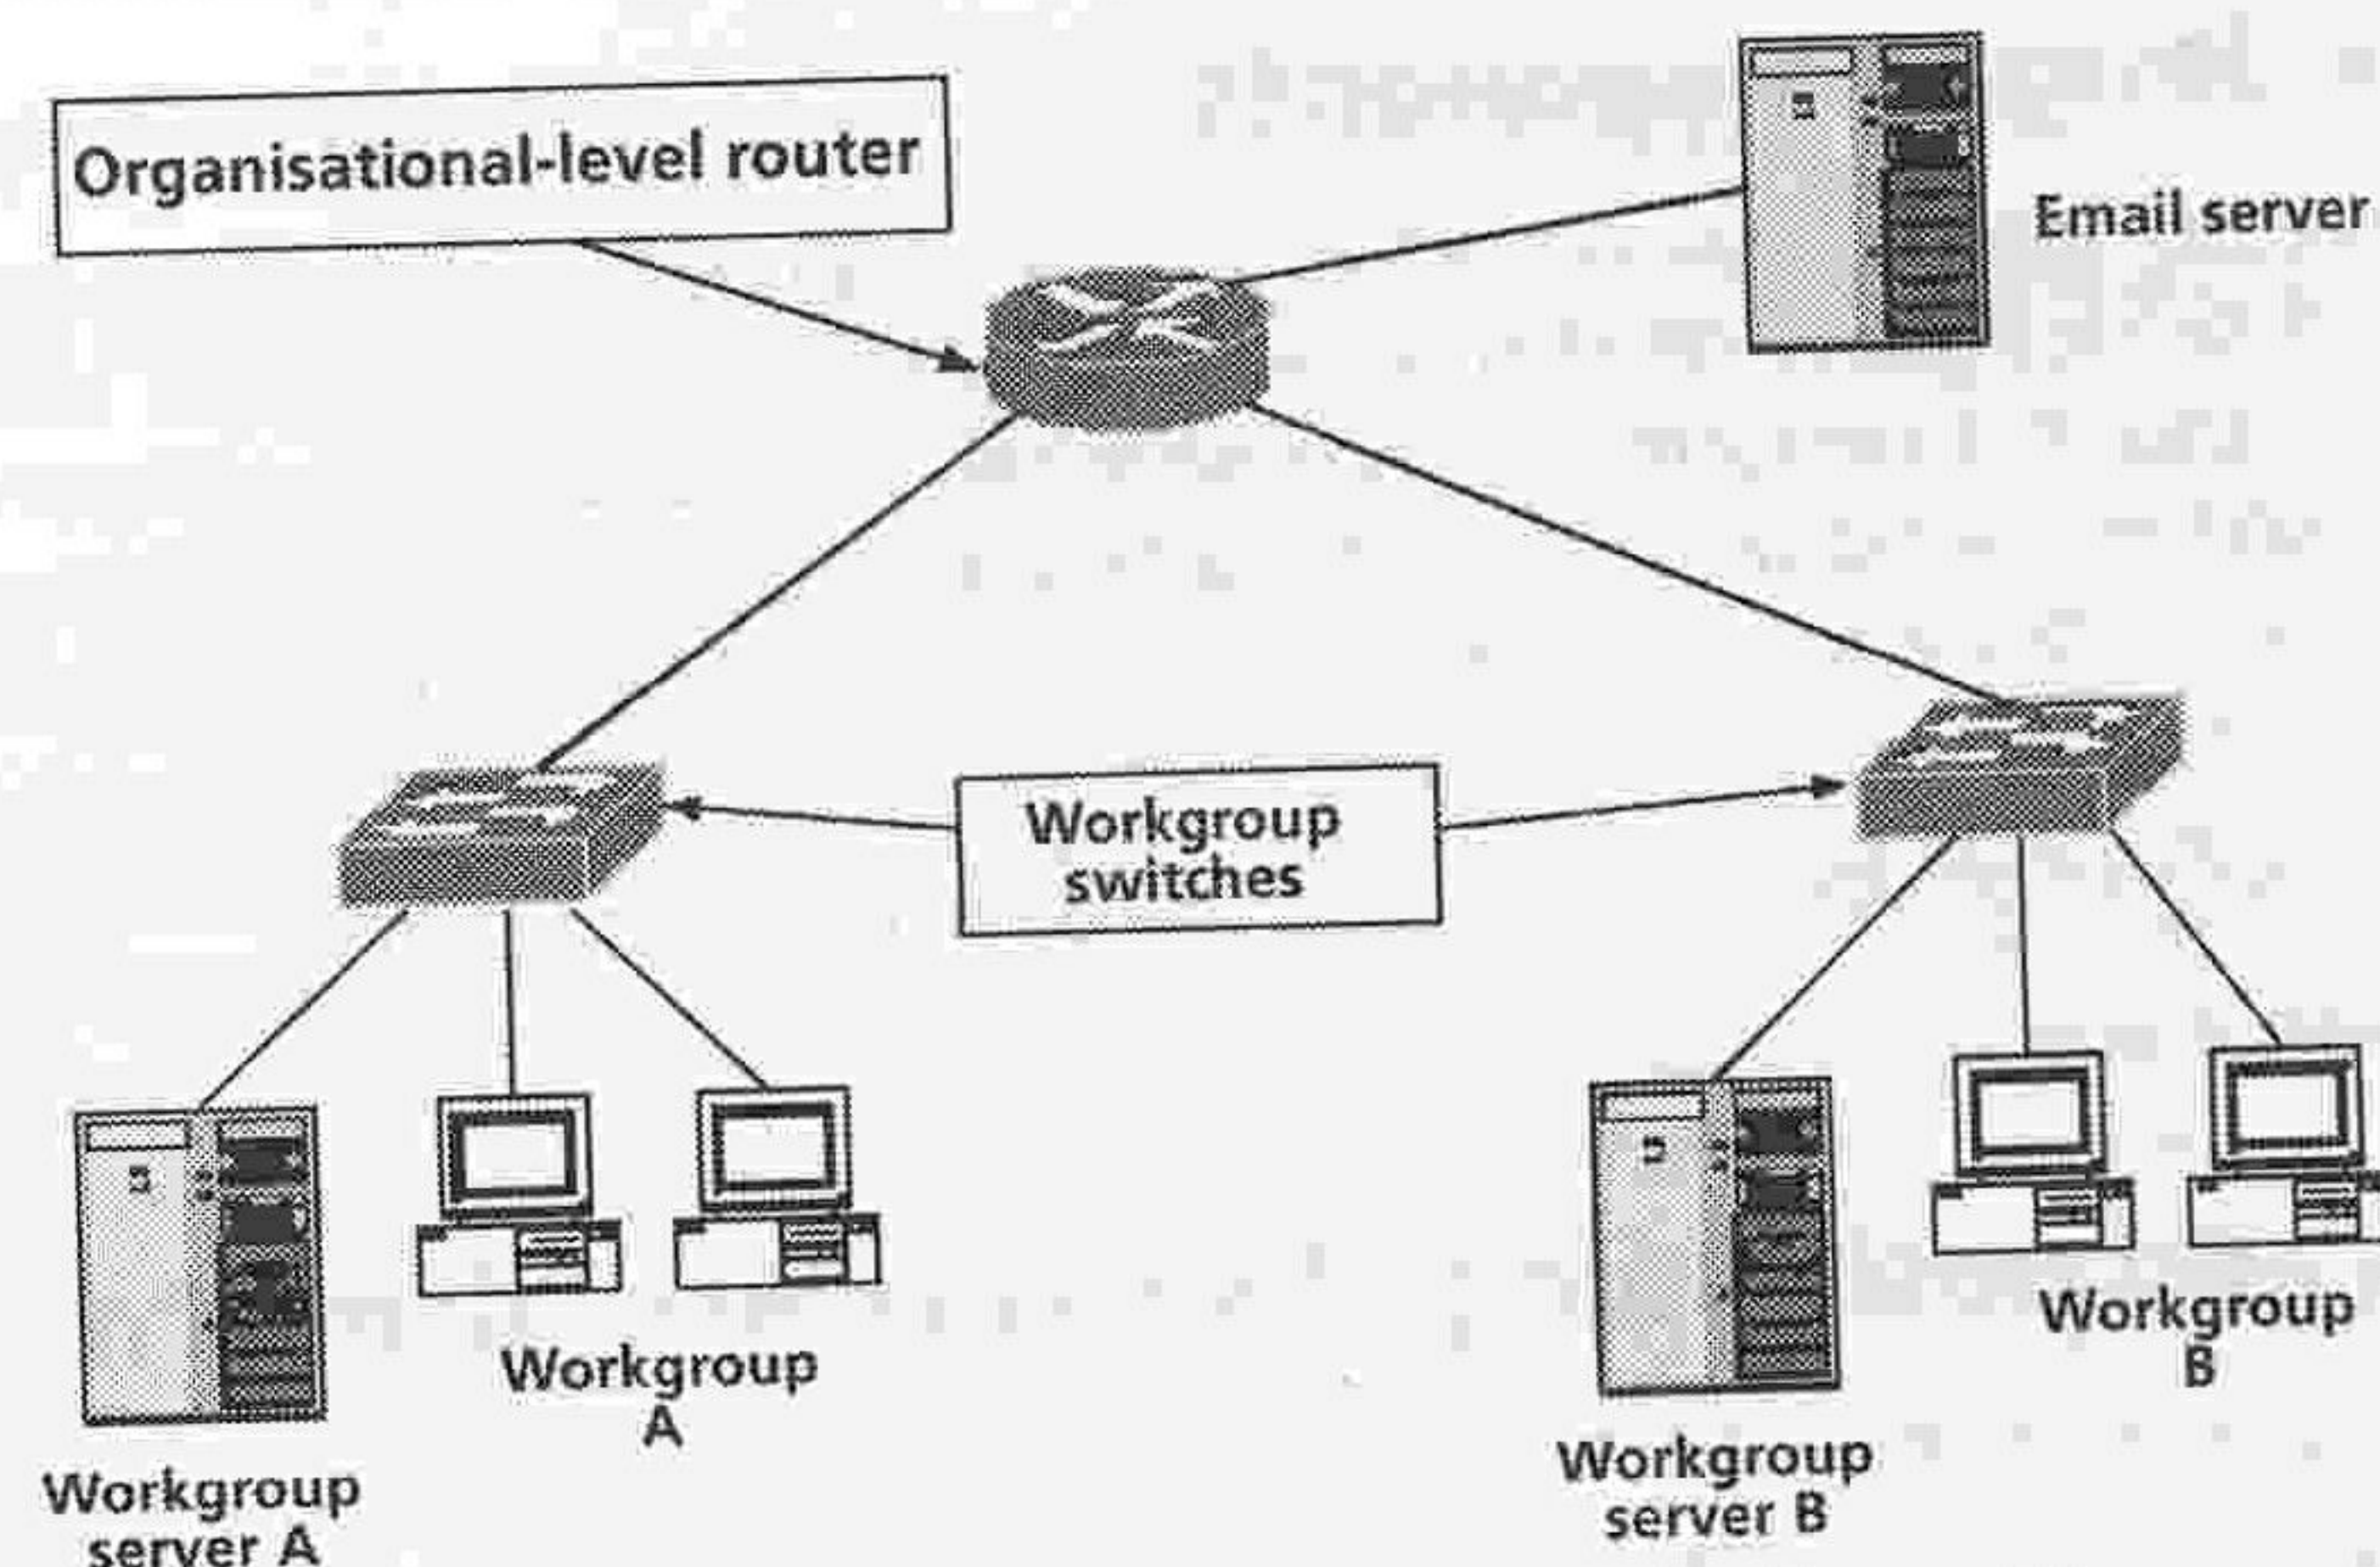 Organisational-level router
Email server
Workgroup
switches
Workgroup
A
Workgroup
B
Workgroup
server A
Workgroup
server B